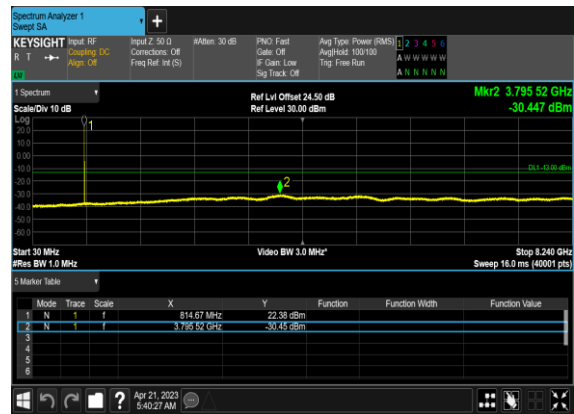 Spectrum Analyzer 1
Swept SA
+
KEYSIGHT Input: RF Input Z: 50 Ω #Atten: 30 dB PNO: Fast Avg Type: Power (RMS) 1 2 3 4 5 6
R T Coupling: DC Corrections: Off Gate: Off Avg|Hold: 100/100 A W W W W W
Align: Off Freq Ref: Int (S) IF Gain: Low Trig: Free Run
LW Sig Track: Off A N N N N N
1 Spectrum Ref Lvl Offset 24.50 dB Mkr2 3.795 52 GHz
Scale/Div 10 dB Ref Level 30.00 dBm -30.447 dBm
Log
1
20.0
10.0
0.00
-10.0
DL1 -13.00 dBm
-20.0
2
-30.0
-40.0
-50.0
-60.0
Start 30 MHz Video BW 3.0 MHz* Stop 8.240 GHz
#Res BW 1.0 MHz Sweep 16.0 ms (40001 pts)
5 Marker Table
Mode Trace Scale X Y Function Function Width Function Value
1 N 1 f 814.67 MHz 22.38 dBm
2 N 1 f 3.795 52 GHz -30.45 dBm
3
4
5
6
? Apr 21, 2023
5:40:27 AM